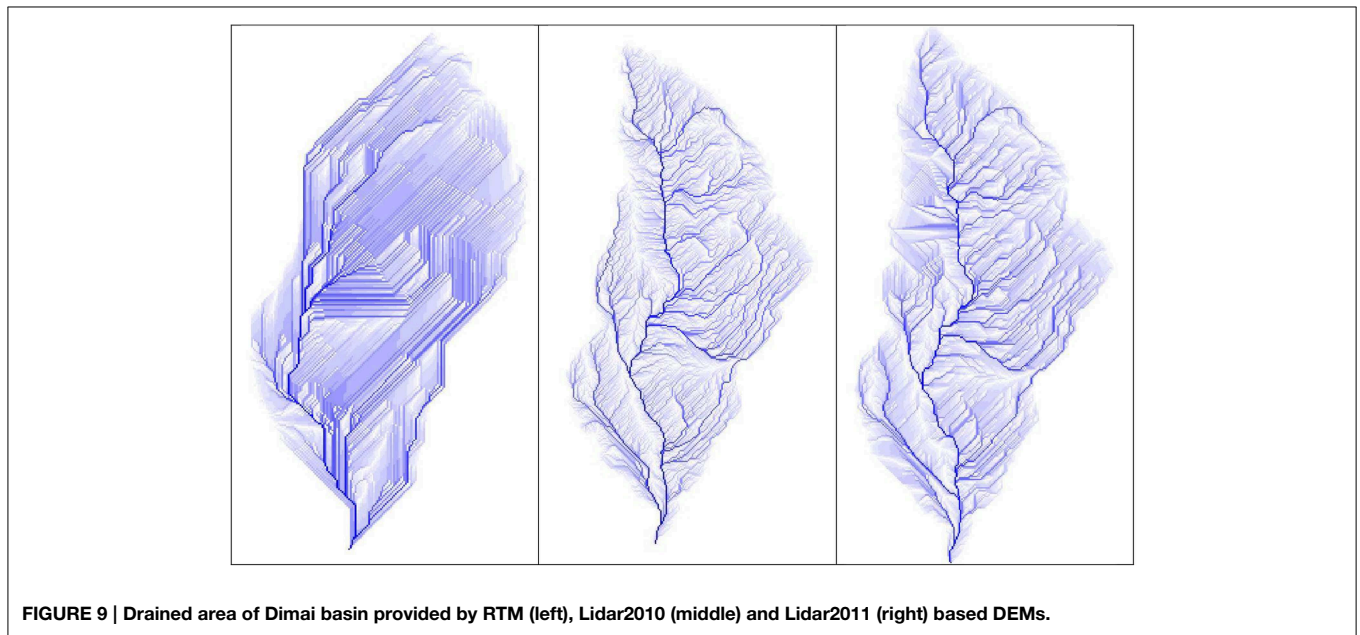 FIGURE 9 | Drained area of Dimai basin provided by RTM (left), Lidar2010 (middle) and Lidar2011 (right) based DEMs.